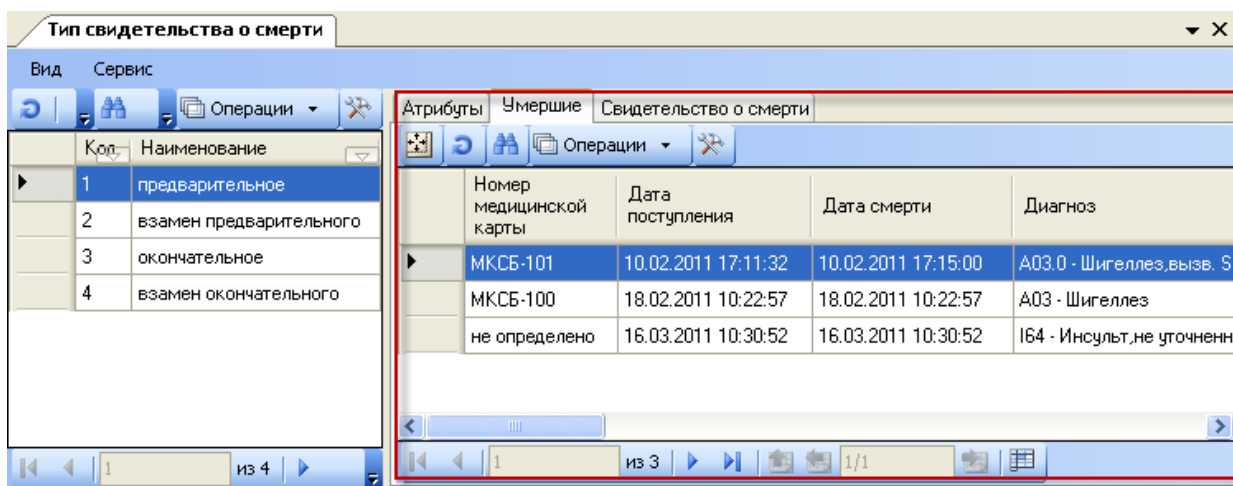 Тип свидетельства о смерти
Вид Сервис
Операции
Код Наименование
1 предварительное
2 взамен предварительного
3 окончательное
4 взамен окончательного
1 из 4
Атрибуты Умершие Свидетельство о смерти
Операции
Номер медицинской карты Дата поступления Дата смерти Диагноз
МКСБ-101 10.02.2011 17:11:32 10.02.2011 17:15:00 A03.0 - Шигеллез,вызв. S
МКСБ-100 18.02.2011 10:22:57 18.02.2011 10:22:57 A03 - Шигеллез
не определено 16.03.2011 10:30:52 16.03.2011 10:30:52 I64 - Инсульт,не уточненн
1 из 3 1/1